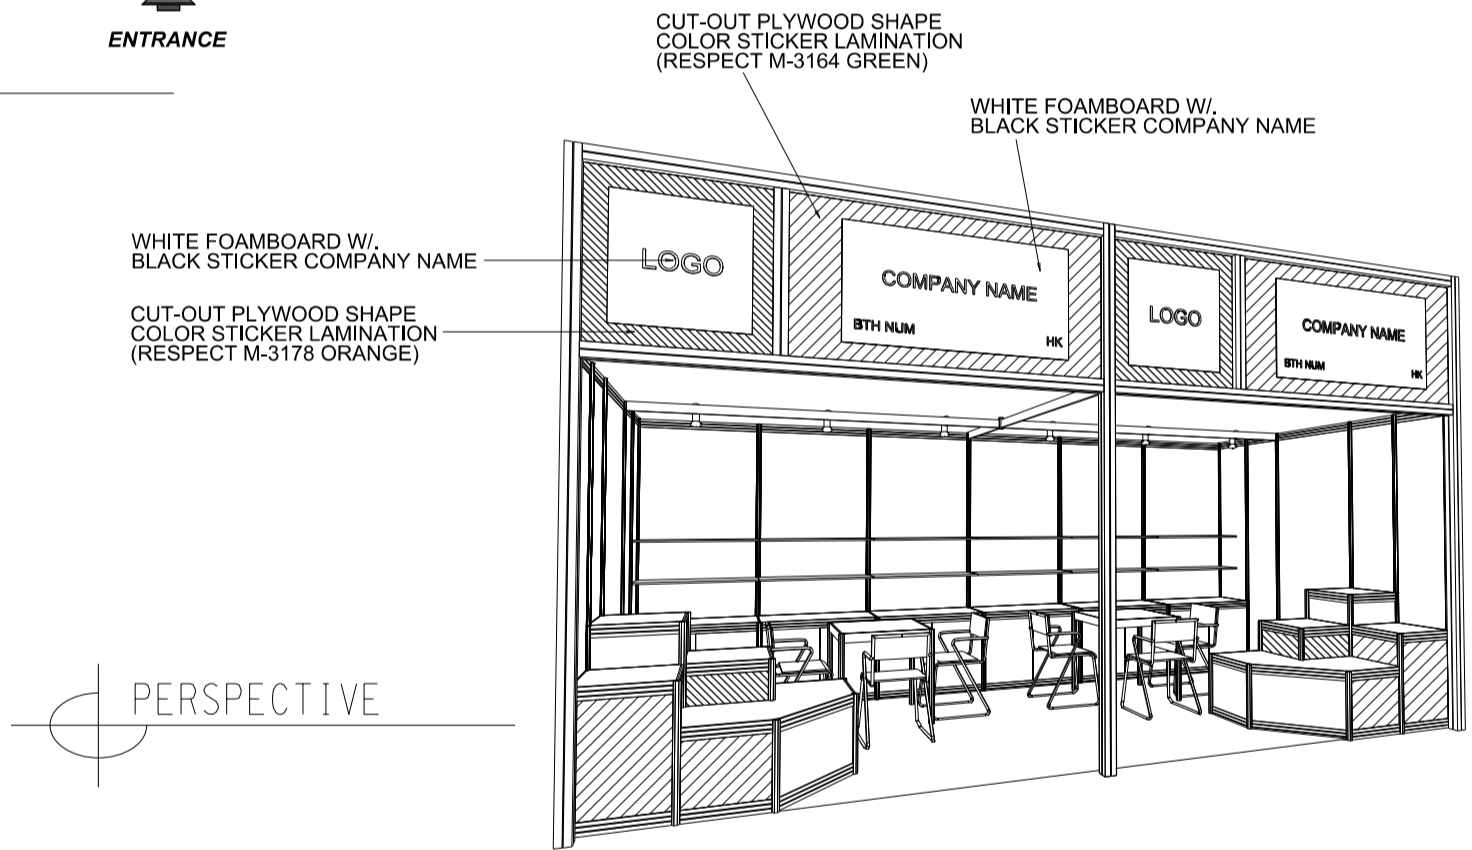 ENTRANCE
CUT-OUT PLYWOOD SHAPE
COLOR STICKER LAMINATION
(RESPECT M-3164 GREEN)
WHITE FOAMBOARD W/.
BLACK STICKER COMPANY NAME
WHITE FOAMBOARD W/.
BLACK STICKER COMPANY NAME
CUT-OUT PLYWOOD SHAPE
COLOR STICKER LAMINATION
(RESPECT M-3178 ORANGE)
LOGO
COMPANY NAME
BTH NUM
HK
LOGO
COMPANY NAME
BTH NUM
HK
PERSPECTIVE